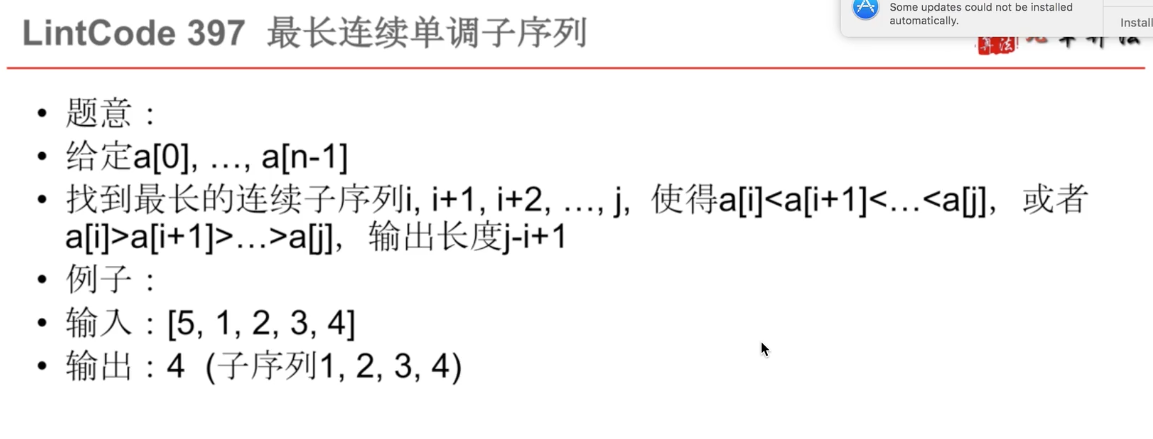 LintCode 397 最长连续单调子序列
Some updates could not be installed
automatically.
Install
算法
• 题意：
• 给定a[0], …, a[n-1]
• 找到最长的连续子序列i, i+1, i+2, …, j, 使得a[i]<a[i+1]<…<a[j], 或者
a[i]>a[i+1]>…>a[j], 输出长度j-i+1
• 例子：
• 输入：[5, 1, 2, 3, 4]
• 输出：4 (子序列1, 2, 3, 4)